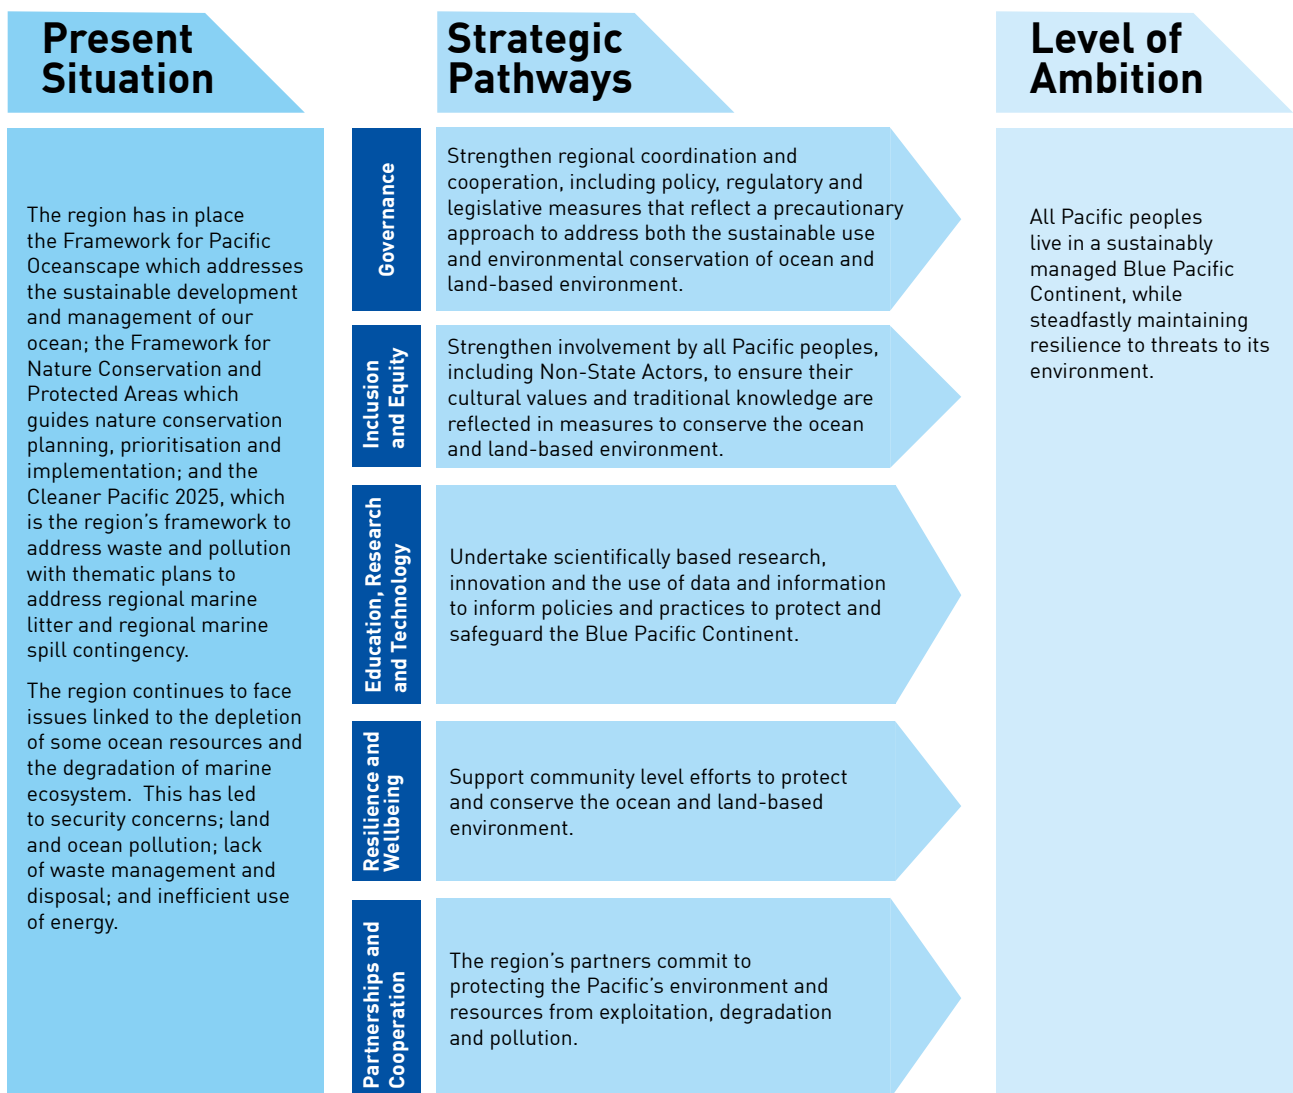 Present
Situation
The region has in place
the Framework for Pacific
Oceanscape which addresses
the sustainable development
and management of our
ocean; the Framework for
Nature Conservation and
Protected Areas which
guides nature conservation
planning, prioritisation and
implementation; and the
Cleaner Pacific 2025, which
is the region’s framework to
address waste and pollution
with thematic plans to
address regional marine
litter and regional marine
spill contingency.
The region continues to face
issues linked to the depletion
of some ocean resources and
the degradation of marine
ecosystem.  This has led
to security concerns; land
and ocean pollution; lack
of waste management and
disposal; and inefficient use
of energy.
Strategic
Pathways
Governance
Strengthen regional coordination and
cooperation, including policy, regulatory and
legislative measures that reflect a precautionary
approach to address both the sustainable use
and environmental conservation of ocean and
land-based environment.
Inclusion
and Equity
Strengthen involvement by all Pacific peoples,
including Non-State Actors, to ensure their
cultural values and traditional knowledge are
reflected in measures to conserve the ocean
and land-based environment.
Education, Research
and Technology
Undertake scientifically based research,
innovation and the use of data and information
to inform policies and practices to protect and
safeguard the Blue Pacific Continent.
Resilience and
Wellbeing
Support community level efforts to protect
and conserve the ocean and land-based
environment.
Partnerships and
Cooperation
The region’s partners commit to
protecting the Pacific’s environment and
resources from exploitation, degradation
and pollution.
Level of
Ambition
All Pacific peoples
live in a sustainably
managed Blue Pacific
Continent, while
steadfastly maintaining
resilience to threats to its
environment.